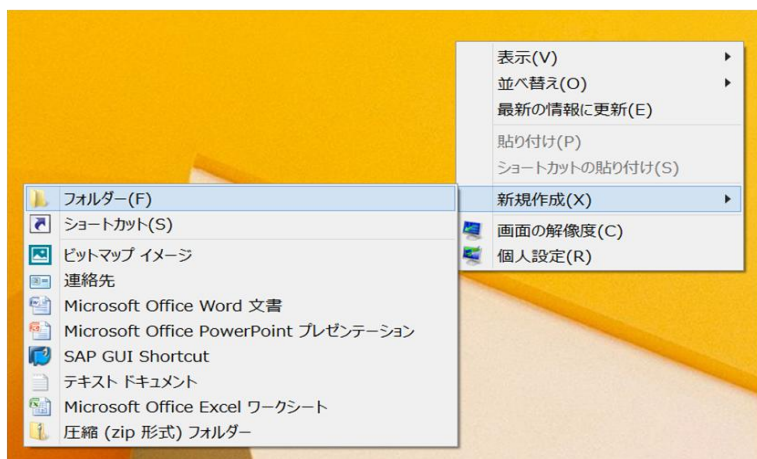 表示(V)
並べ替え(O)
最新の情報に更新(E)
貼り付け(P)
ショートカットの貼り付け(S)
新規作成(X)
画面の解像度(C)
個人設定(R)
フォルダー(F)
ショートカット(S)
ビットマップ イメージ
連絡先
Microsoft Office Word 文書
Microsoft Office PowerPoint プレゼンテーション
SAP GUI Shortcut
テキスト ドキュメント
Microsoft Office Excel ワークシート
圧縮 (zip 形式) フォルダー